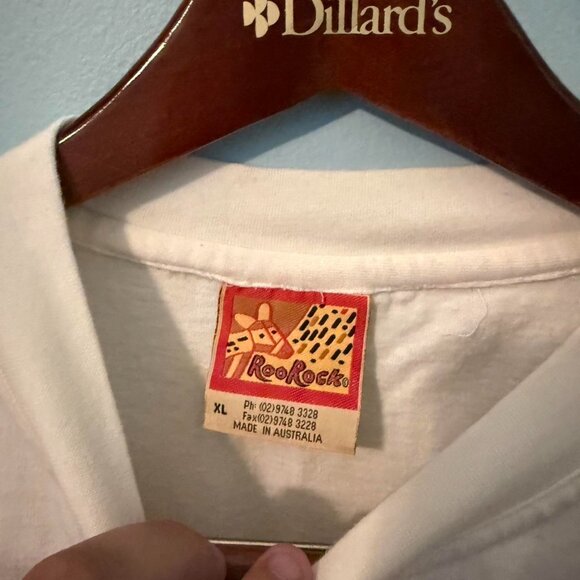 Dillard's
RooRock
XL
Ph: (02)9748 3328
Fax(02)9748 3228
MADE IN AUSTRALIA